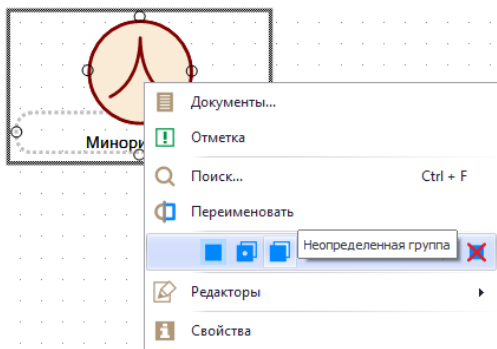 Документы...
Минори
Отметка
Поиск... Ctrl + F
Переименовать
Неопределенная группа
Редакторы
Свойства